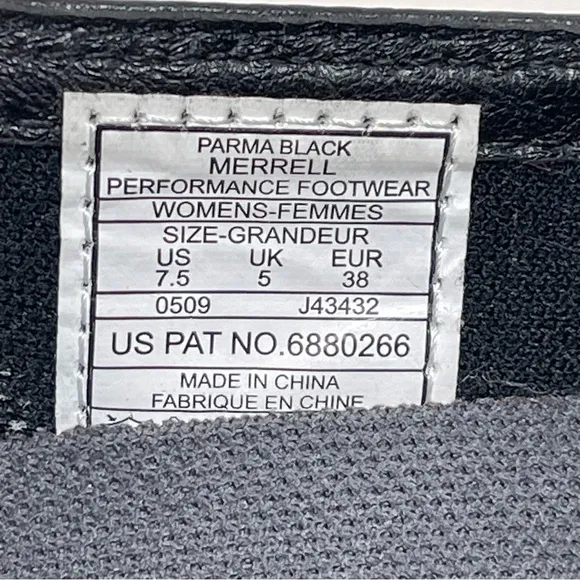 PARMA BLACK
MERRELL
PERFORMANCE FOOTWEAR
WOMENS-FEMMES
SIZE-GRANDEUR
US UK EUR
7.5 5 38
0509 J43432
US PAT NO.6880266
MADE IN CHINA
FABRIQUE EN CHINE